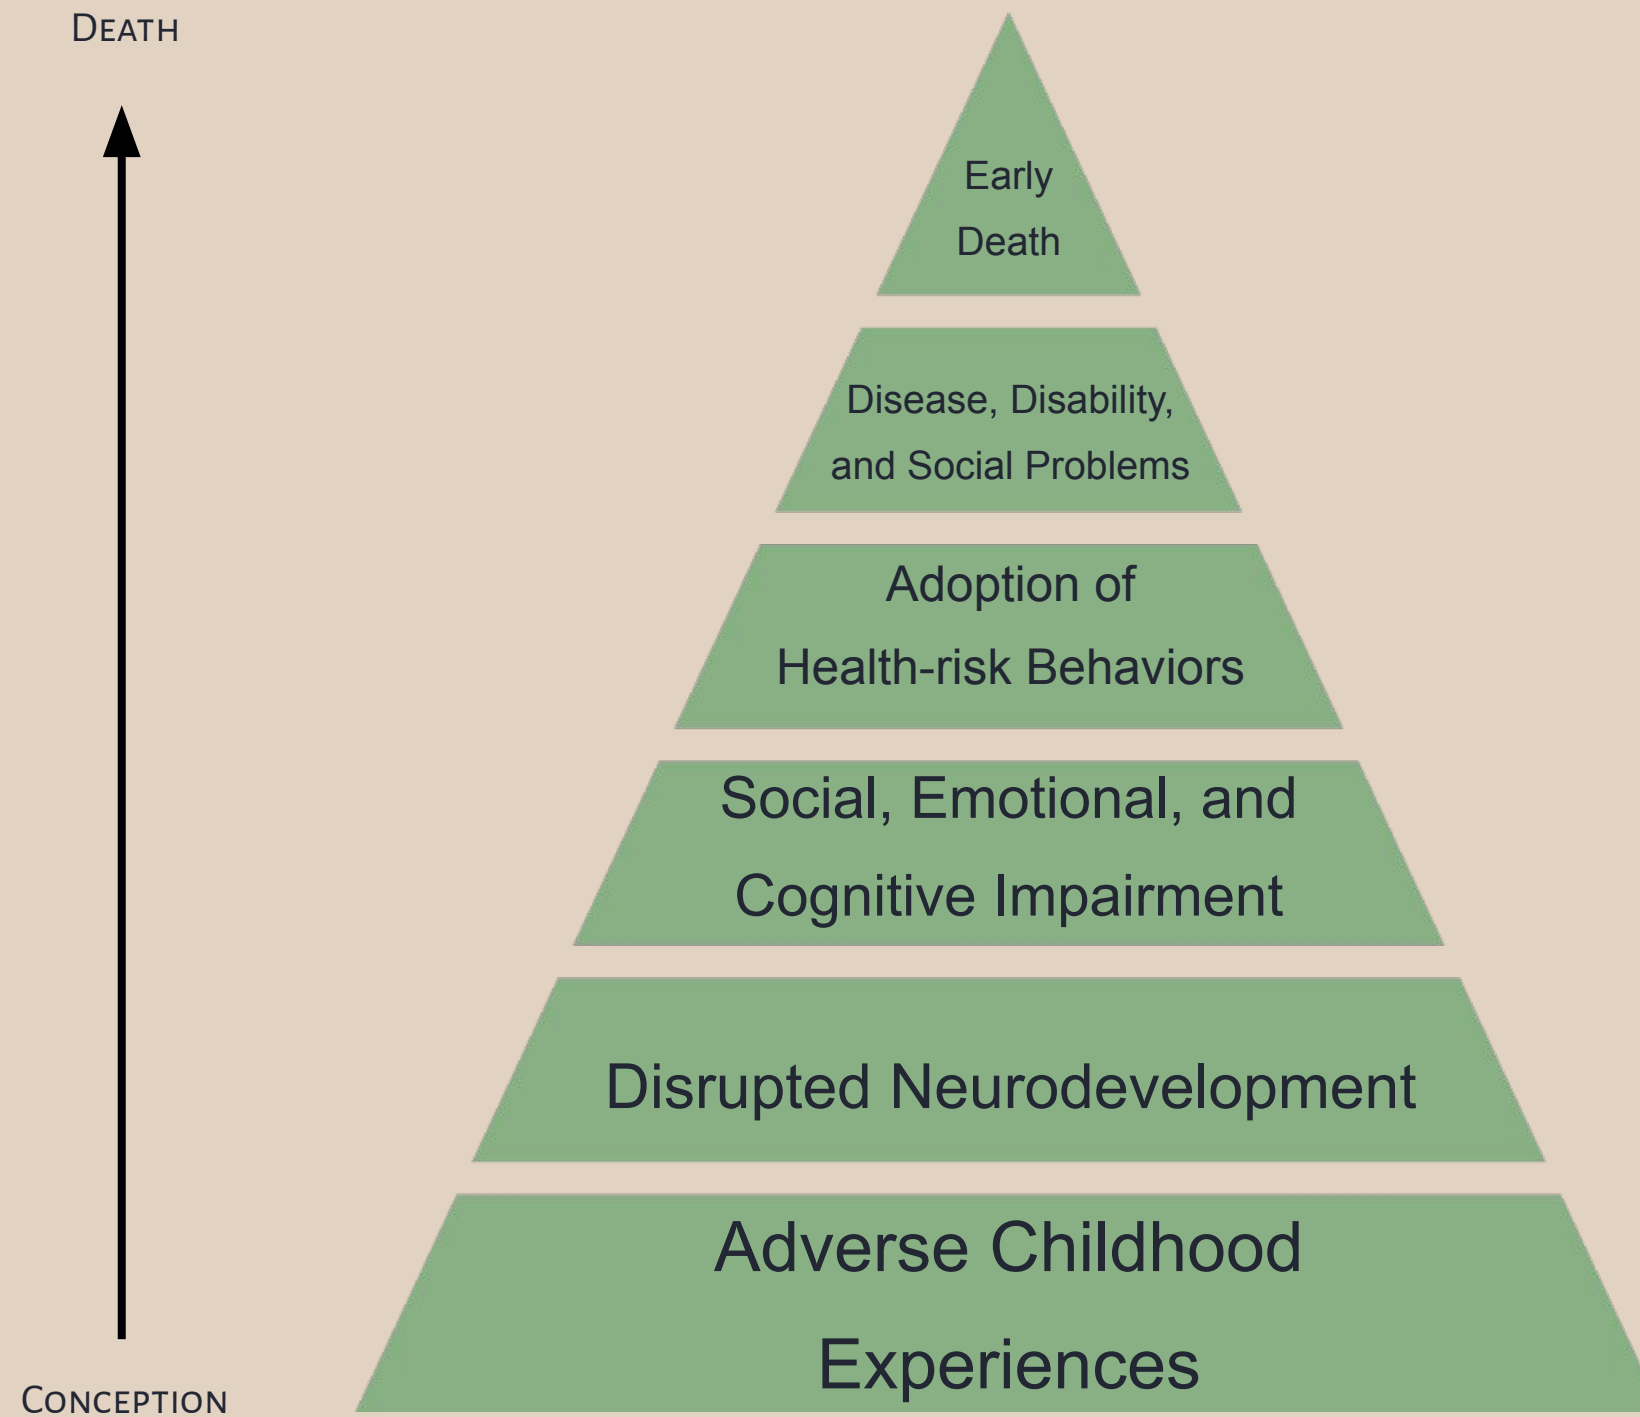 DEATH
Early
Death
Disease, Disability,
and Social Problems
Adoption of
Health-risk Behaviors
Social, Emotional, and
Cognitive Impairment
Disrupted Neurodevelopment
Adverse Childhood
Experiences
CONCEPTION